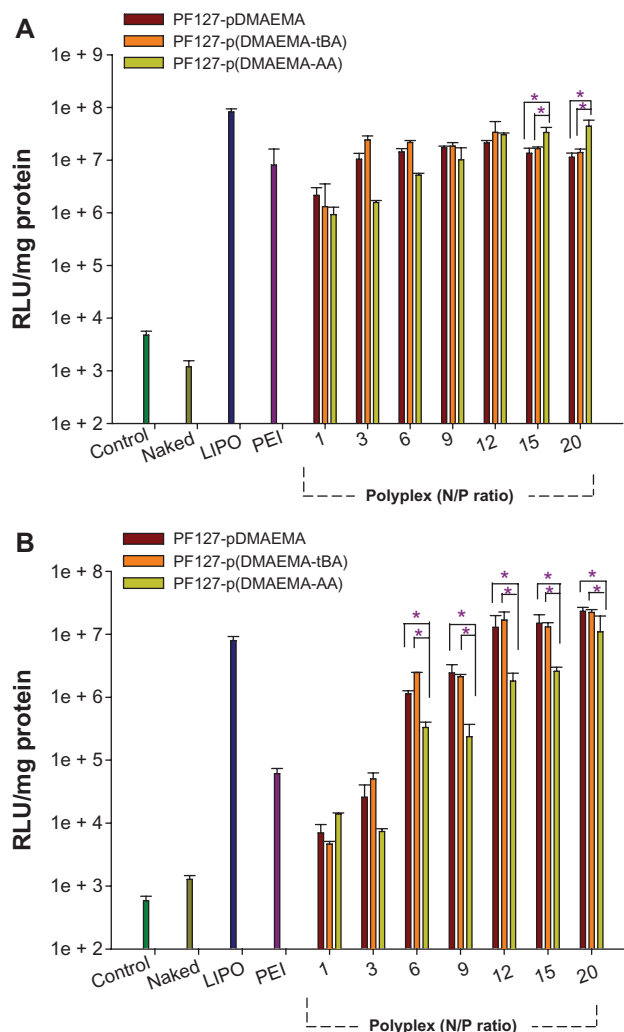 A
PF127-pDMAEMA
PF127-p(DMAEMA-tBA)
PF127-p(DMAEMA-AA)
RLU/mg protein
1e + 9
1e + 8
1e + 7
1e + 6
1e + 5
1e + 4
1e + 3
1e + 2
* * * *
Control Naked LIPO PEI 1 3 6 9 12 15 20
Polyplex (N/P ratio)
B
PF127-pDMAEMA
PF127-p(DMAEMA-tBA)
PF127-p(DMAEMA-AA)
RLU/mg protein
1e + 8
1e + 7
1e + 6
1e + 5
1e + 4
1e + 3
1e + 2
* * * * * * * * * *
Control Naked LIPO PEI 1 3 6 9 12 15 20
Polyplex (N/P ratio)